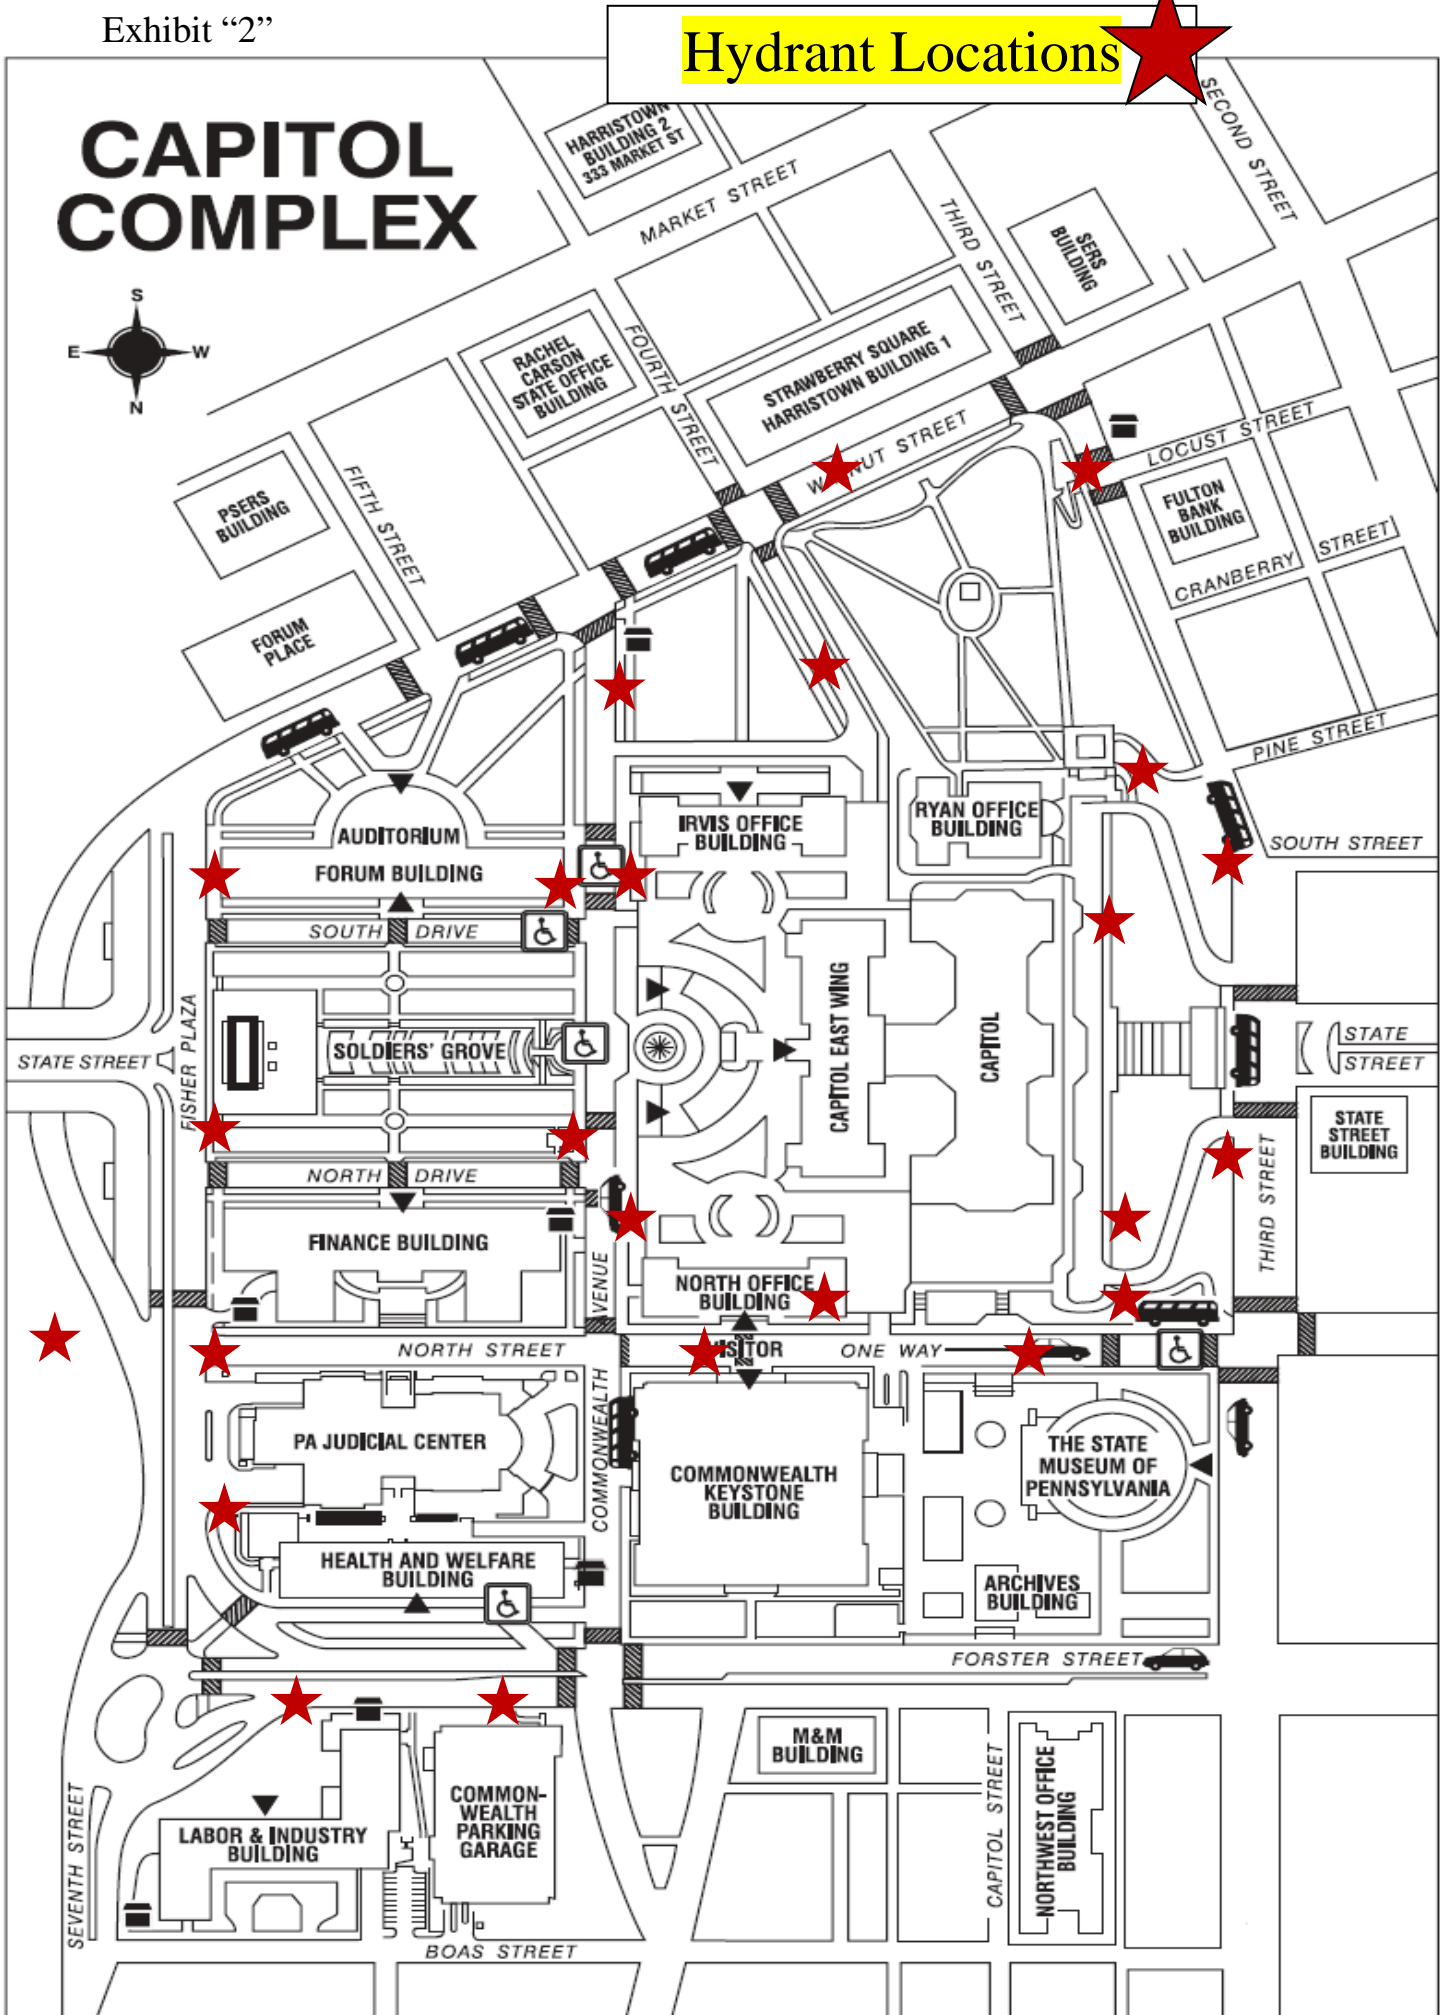 Exhibit “2”
Hydrant Locations
CAPITOL
COMPLEX
S
E
W
N
HARRISTOWN
BUILDING 2
333 MARKET ST
MARKET STREET
SECOND STREET
THIRD STREET
SERS
BUILDING
RACHEL
CARSON
STATE OFFICE
BUILDING
FOURTH STREET
STRAWBERRY SQUARE
HARRISTOWN BUILDING 1
WALNUT STREET
LOCUST STREET
PSERS
BUILDING
FIFTH STREET
FULTON
BANK
BUILDING
CRANBERRY STREET
FORUM
PLACE
PINE STREET
AUDITORIUM
FORUM BUILDING
IRVIS OFFICE
BUILDING
RYAN OFFICE
BUILDING
SOUTH STREET
SOUTH DRIVE
FISHER PLAZA
STATE STREET
SOLDIERS' GROVE
CAPITOL EAST WING
CAPITOL
STATE
STREET
STATE
STREET
BUILDING
NORTH DRIVE
THIRD STREET
FINANCE BUILDING
NORTH OFFICE
BUILDING
COMMONWEALTH AVENUE
NORTH STREET
VISITOR
ONE WAY
PA JUDICIAL CENTER
COMMONWEALTH
KEYSTONE
BUILDING
THE STATE
MUSEUM OF
PENNSYLVANIA
HEALTH AND WELFARE
BUILDING
ARCHIVES
BUILDING
FORSTER STREET
M&M
BUILDING
CAPITOL STREET
NORTHWEST OFFICE
BUILDING
COMMON-
WEALTH
PARKING
GARAGE
LABOR & INDUSTRY
BUILDING
SEVENTH STREET
BOAS STREET